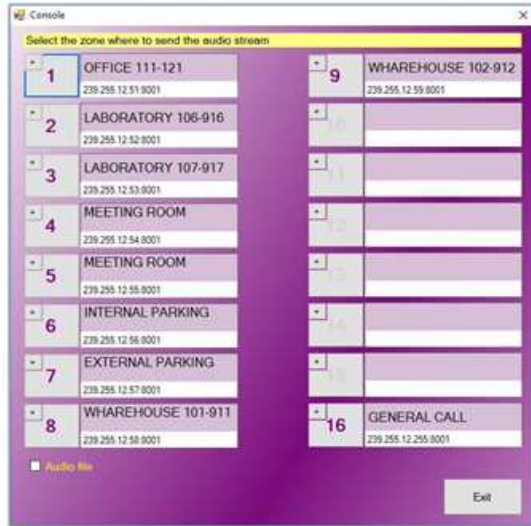 Console
Select the zone where to send the audio stream
1 OFFICE 111-121
239.255.12.51:8001
2 LABORATORY 106-916
239.255.12.52:8001
3 LABORATORY 107-917
239.255.12.53:8001
4 MEETING ROOM
239.255.12.54:8001
5 MEETING ROOM
239.255.12.55:8001
6 INTERNAL PARKING
239.255.12.56:8001
7 EXTERNAL PARKING
239.255.12.57:8001
8 WHAREHOUSE 101-911
239.255.12.58:8001
9 WHAREHOUSE 102-912
239.255.12.59:8001
10
11
12
13
14
15
16 GENERAL CALL
239.255.12.255:8001
Audio file
Exit